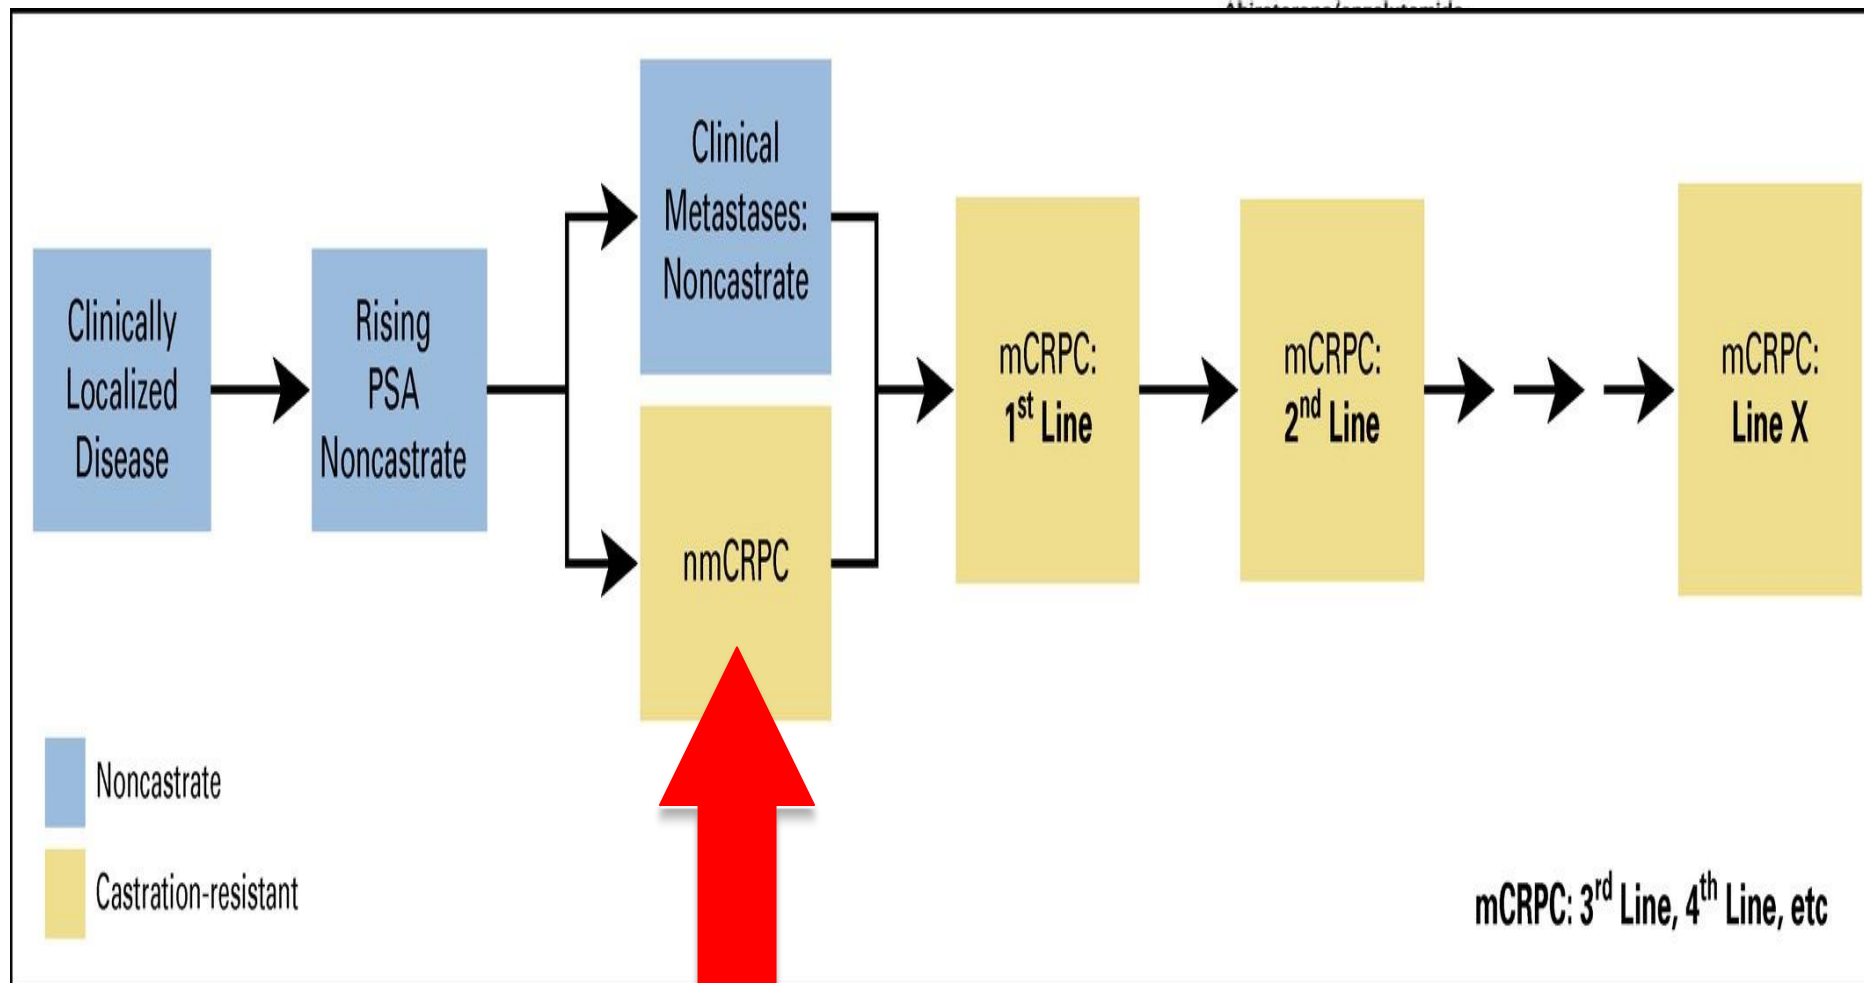 Clinically
Localized
Disease
Rising
PSA
Noncastrate
Clinical
Metastases:
Noncastrate
nmCRPC
mCRPC:
1st Line
mCRPC:
2nd Line
mCRPC:
Line X
Noncastrate
Castration-resistant
mCRPC: 3rd Line, 4th Line, etc